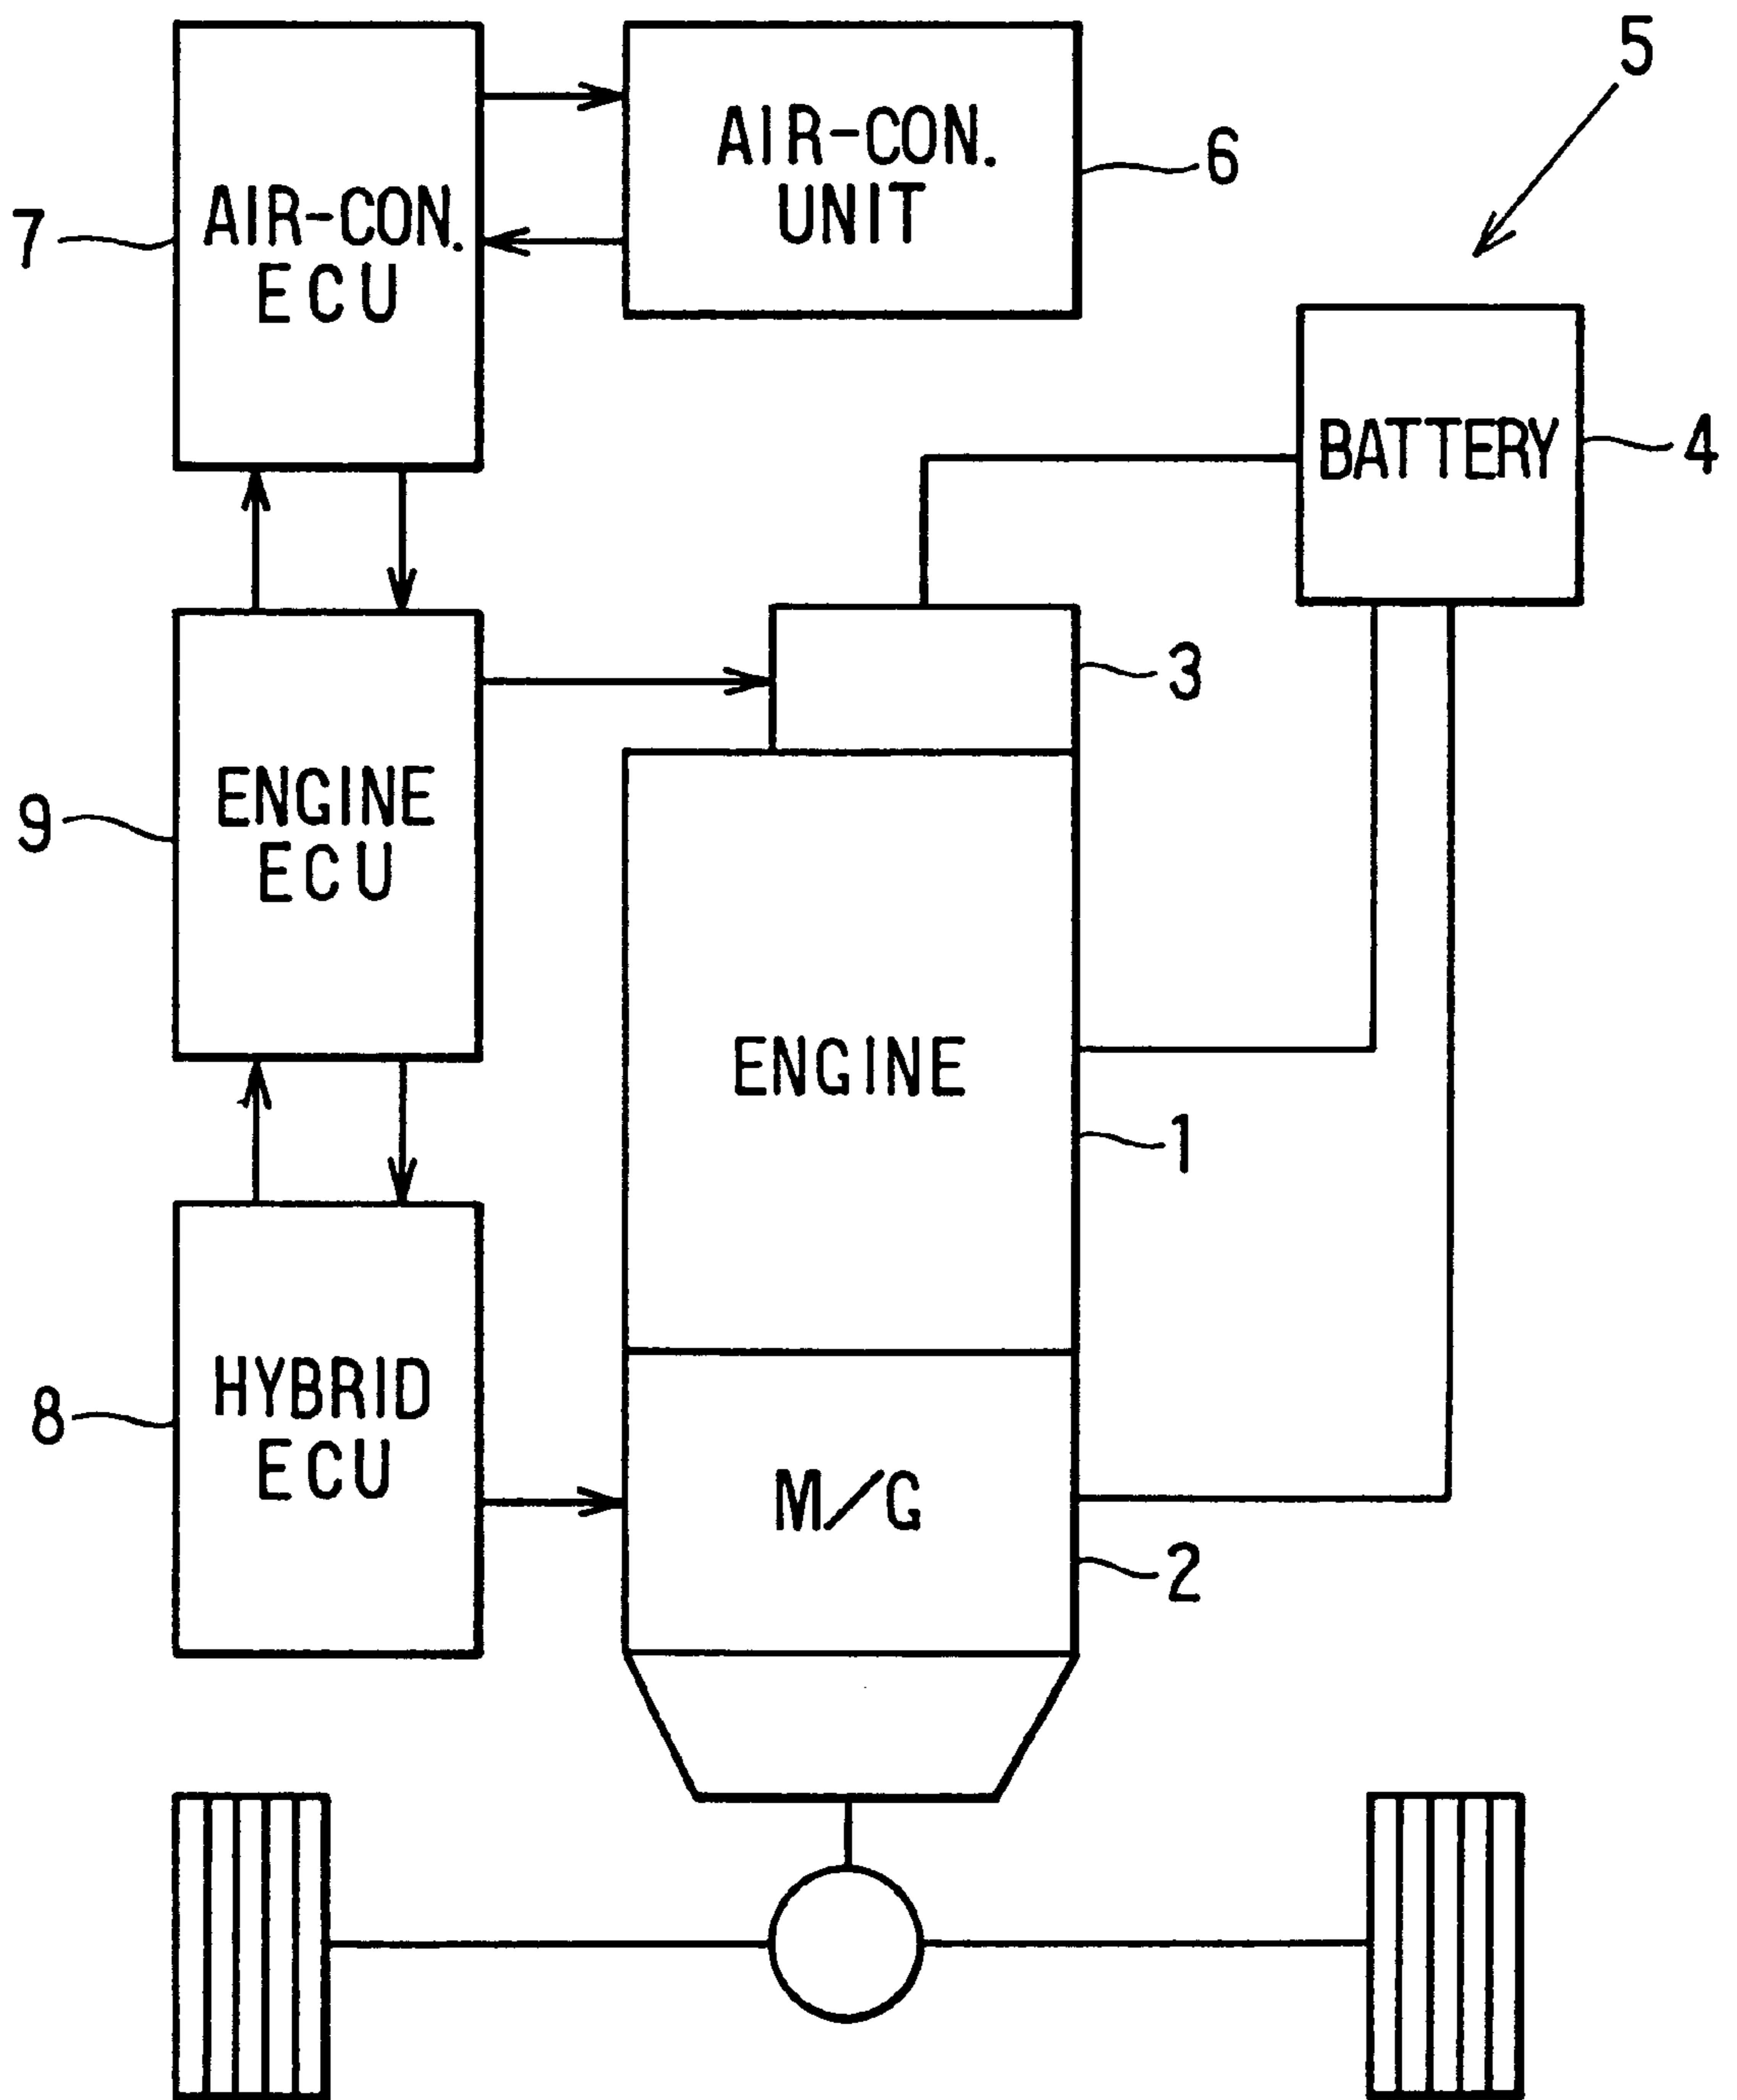 5
AIR-CON.
UNIT
6
7
AIR-CON.
ECU
BATTERY
4
3
9
ENGINE
ECU
ENGINE
1
8
HYBRID
ECU
M/G
2